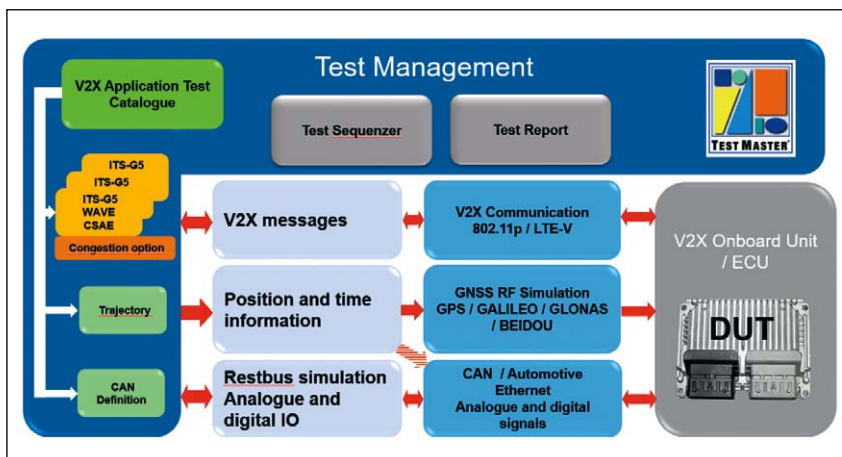 Test Management
V2X Application Test
Catalogue
Test Sequenzer
Test Report
TEST MASTER®
ITS-G5
ITS-G5
ITS-G5
WAVE
CSAE
Congestion option
V2X messages
V2X Communication
802.11p / LTE-V
V2X Onboard Unit
/ ECU
Trajectory
Position and time
information
GNSS RF Simulation
GPS / GALILEO / GLONAS
/ BEIDOU
DUT
CAN
Definition
Restbus simulation
Analogue and
digital IO
CAN / Automotive
Ethernet
Analogue and digital
signals